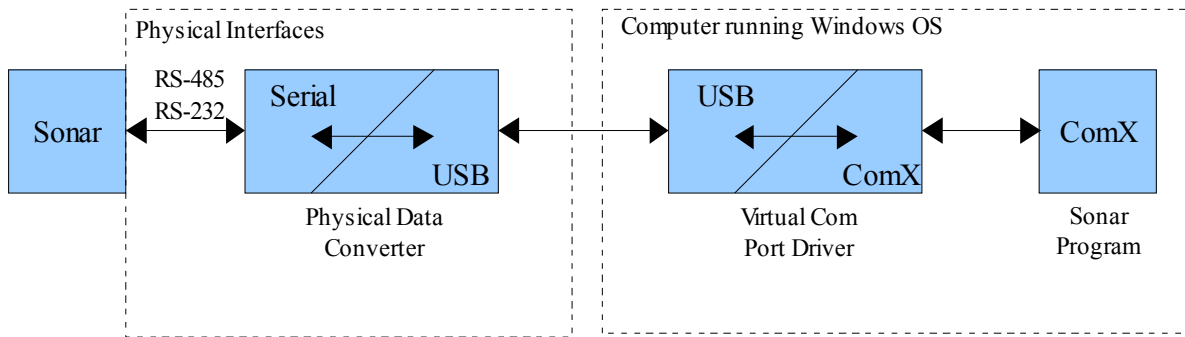 Physical Interfaces
Computer running Windows OS
Sonar
RS-485
RS-232
Serial
USB
Physical Data
Converter
USB
ComX
Virtual Com
Port Driver
ComX
Sonar
Program